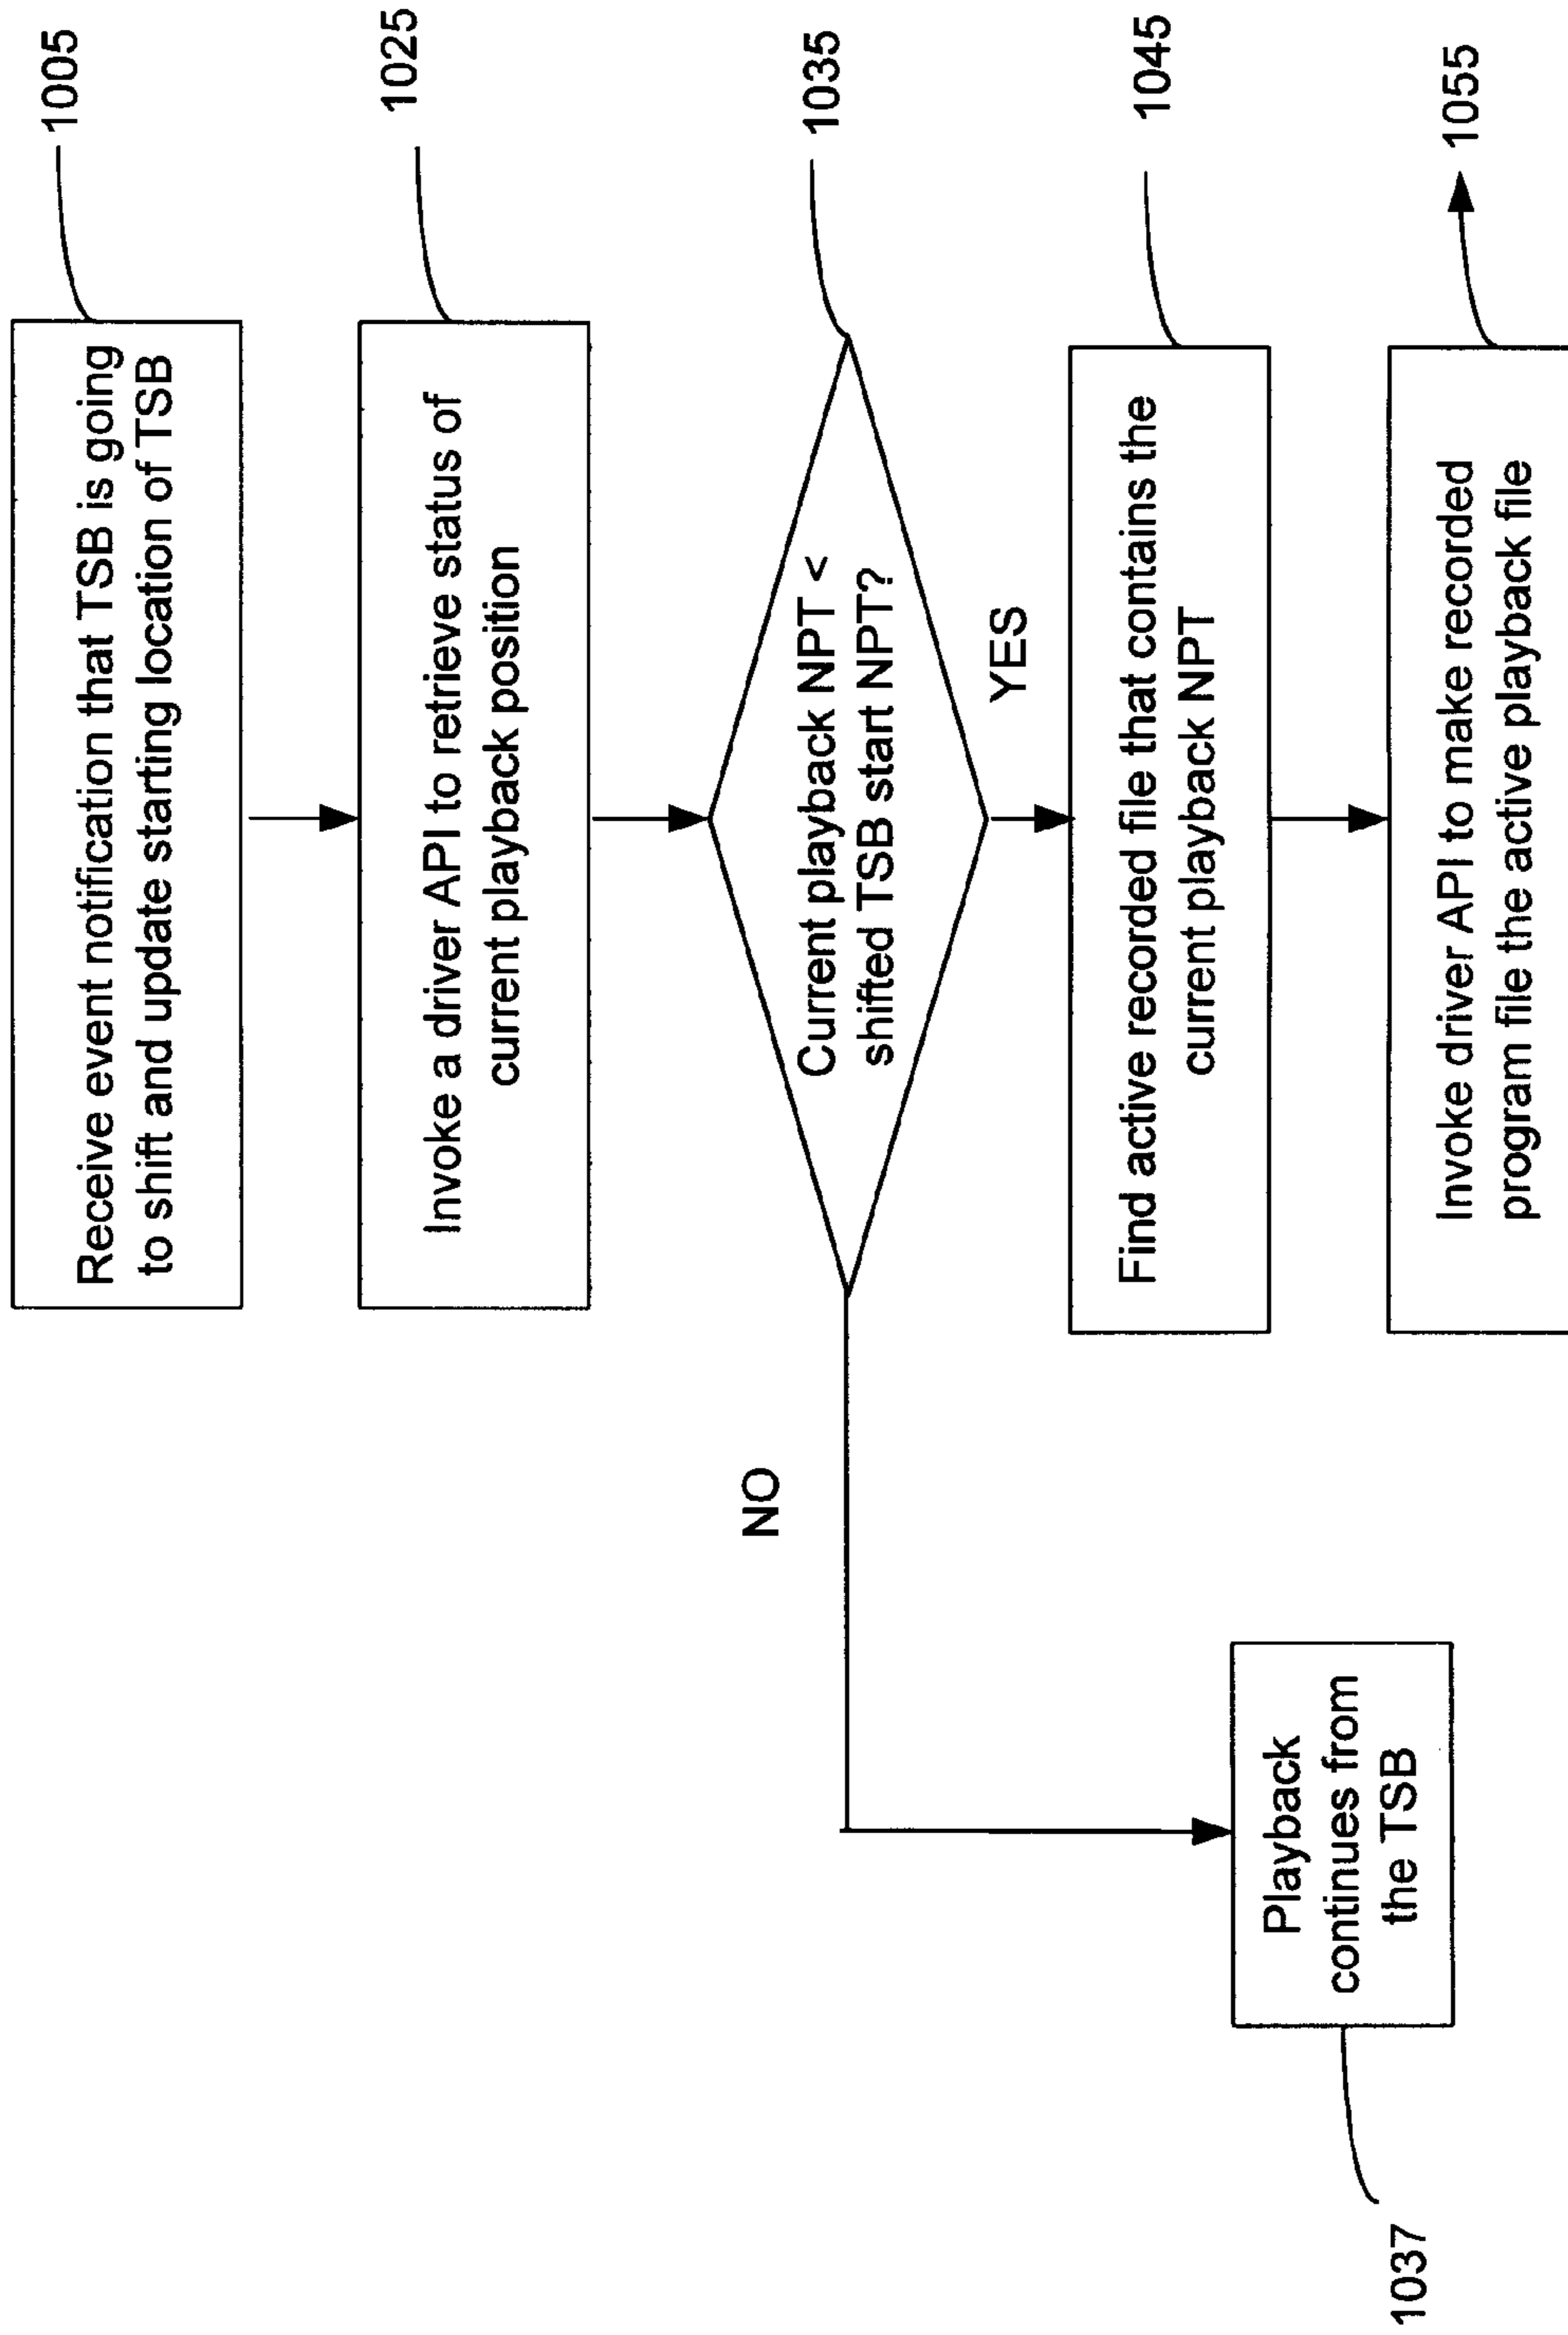 Receive event notification that TSB is going
to shift and update starting location of TSB
1005
Invoke a driver API to retrieve status of
current playback position
1025
Current playback NPT <
shifted TSB start NPT?
1035
NO
YES
Playback
continues from
the TSB
1037
Find active recorded file that contains the
current playback NPT
1045
Invoke driver API to make recorded
program file the active playback file
1055